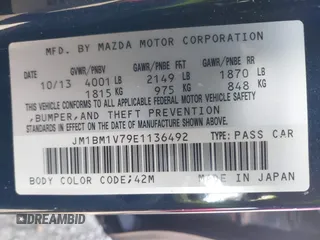 MFD. BY MAZDA MOTOR CORPORATION
GVWR/PNBV GAWR/PNBE F&T GAWR/PNBE R&R
10/13 4001 LB 2149 LB 1870 LB
1815 KG 975 KG 848 KG
THIS VEHICLE CONFORMS TO ALL APPLICABLE
FEDERAL MOTOR VEHICLE SAFETY
,BUMPER,AND THEFT PREVENTION
STANDARDS IN EFFECT ON THE DATE OF
MANUFACTURE SHOWN ABOVE.
JM1BM1V79E1136492 TYPE:PASS CAR
BODY COLOR CODE;42M MADE IN JAPAN
DREAMBID